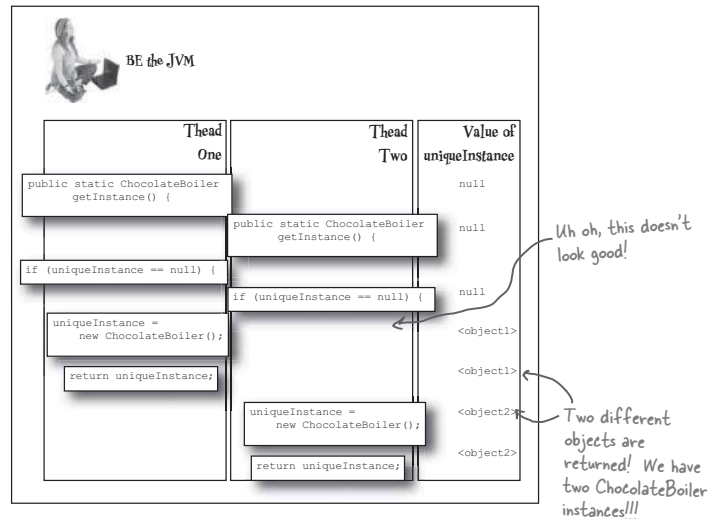 BE the JVM
Thead
One
Thead
Two
Value of
uniqueInstance
public static ChocolateBoiler
getInstance() {
null
public static ChocolateBoiler
getInstance() {
null
if (uniqueInstance == null) {
if (uniqueInstance == null) {
null
uniqueInstance =
new ChocolateBoiler();
<object1>
return uniqueInstance;
<object1>
uniqueInstance =
new ChocolateBoiler();
<object2>
return uniqueInstance;
<object2>
Uh oh, this doesn't
look good!
Two different
objects are
returned! We have
two ChocolateBoiler
instances!!!